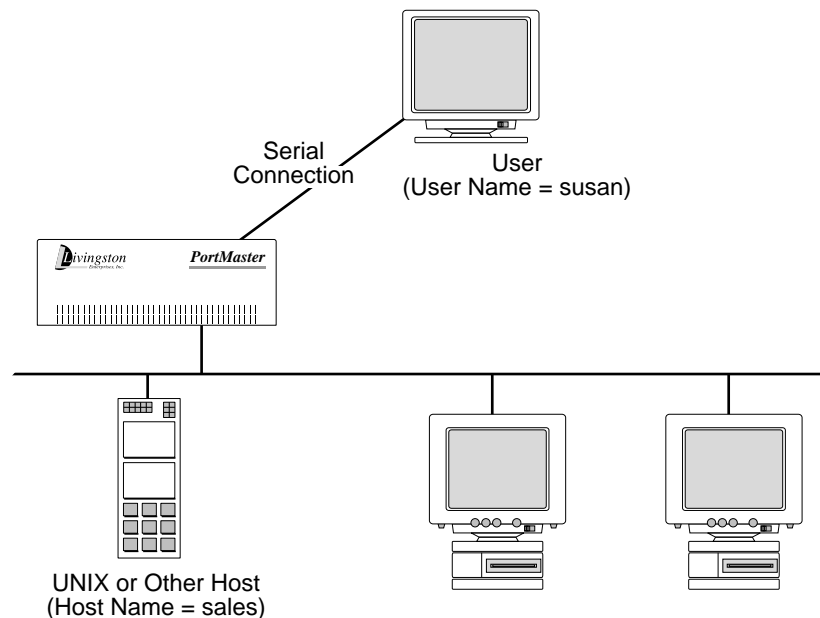 Serial
Connection
User
(User Name = susan)
Livingston
Enterprises, Inc.
PortMaster
UNIX or Other Host
(Host Name = sales)